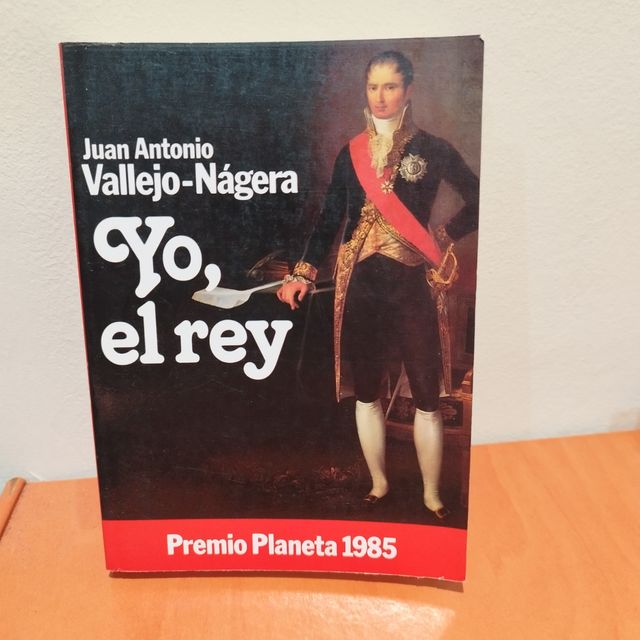 Juan Antonio
Vallejo-Nágera
Yo,
el rey
Premio Planeta 1985